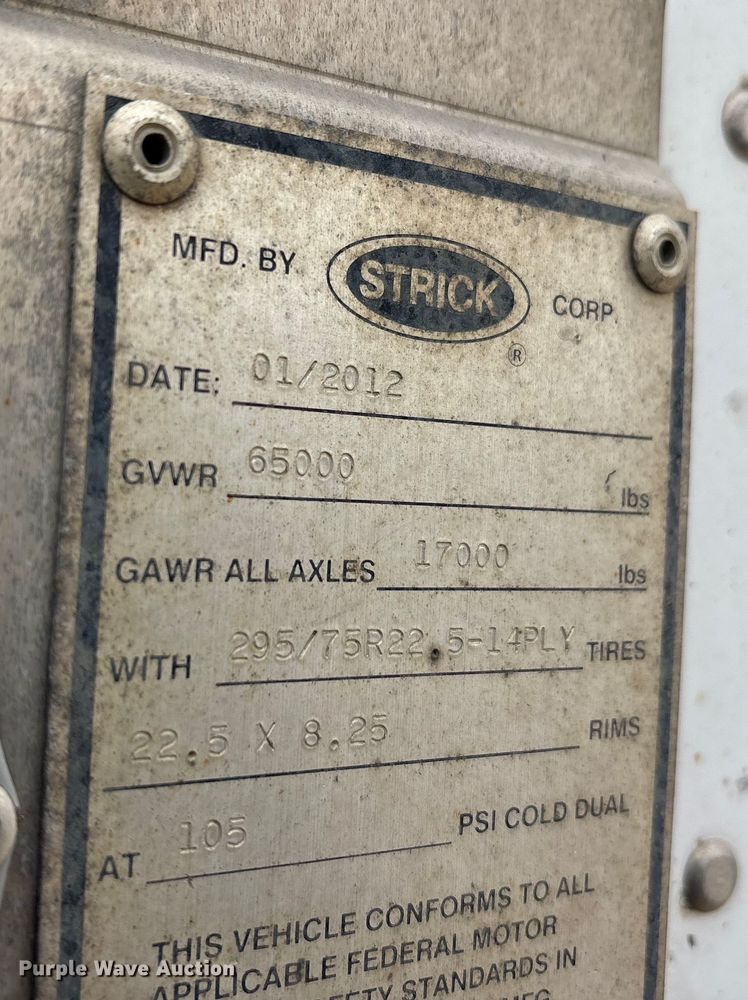 MFD. BY STRICK CORP.
®
DATE: 01/2012
GVWR 65000 lbs
GAWR ALL AXLES 17000 lbs
WITH 295/75R22.5-14PLY TIRES
22.5 X 8.25 RIMS
AT 105 PSI COLD DUAL
THIS VEHICLE CONFORMS TO ALL
APPLICABLE FEDERAL MOTOR
STANDARDS IN
Purple Wave Auction